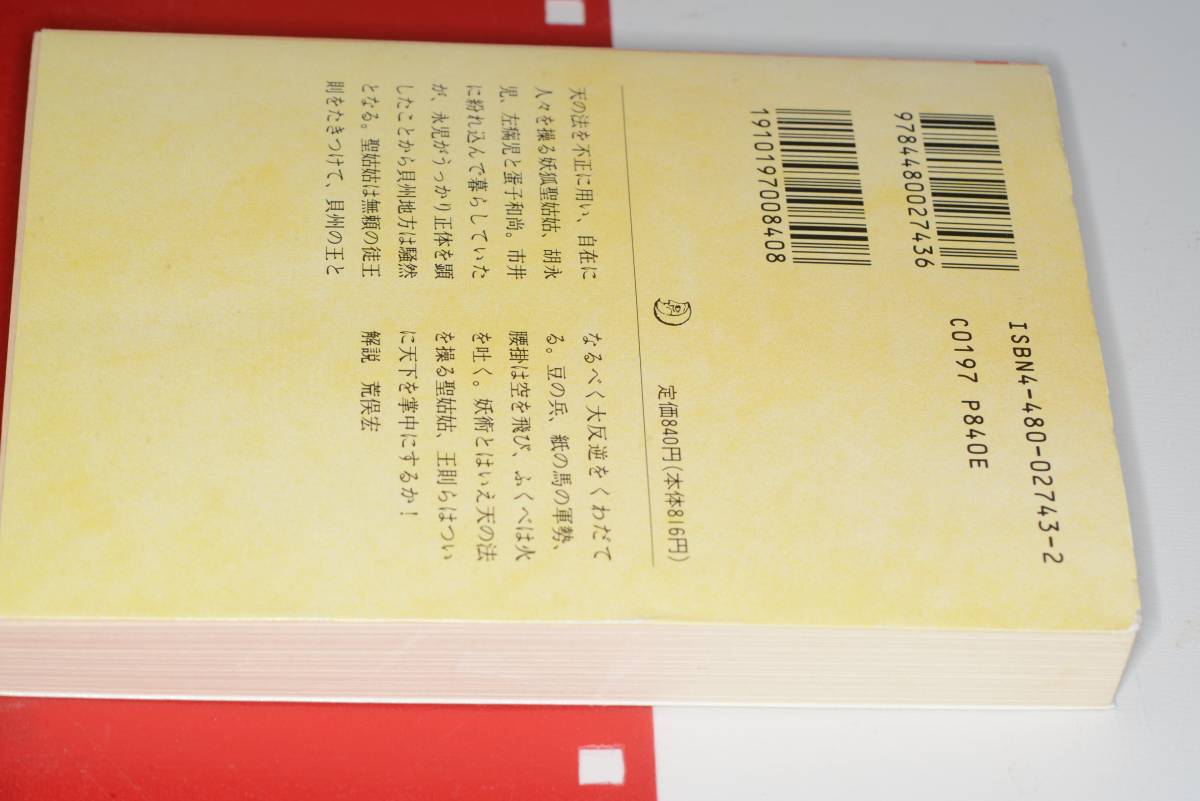 9784480027436
1910197008408
ISBN4-480-02743-2
C0197 P840E
定価840円(本体816円)
天の法を不正に用い、自在に
人々を操る妖狐聖姑姑、胡永
児、左瘸児と蛋子和尚。市井
に紛れ込んで暮らしていた
が、永児がうっかり正体を顕
したことから貝州地方は騒然
となる。聖姑姑は無頼の徒王
則をたきつけて、貝州の王と
なるべく大反逆をくわだて
る。豆の兵、紙の馬の軍勢、
腰掛は空を飛び、ふくべは火
を吐く。妖術とはいえ天の法
を操る聖姑姑、王則らはつい
に天下を掌中にするか!
解説 荒俣宏